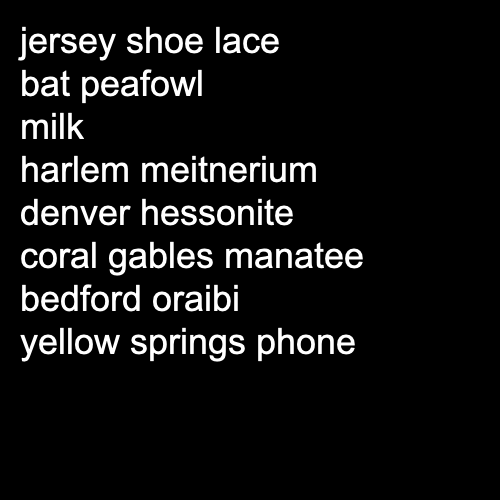 jersey shoe lace
bat peafowl
milk
harlem meitnerium
denver hessonite
coral gables manatee
bedford oraibi
yellow springs phone